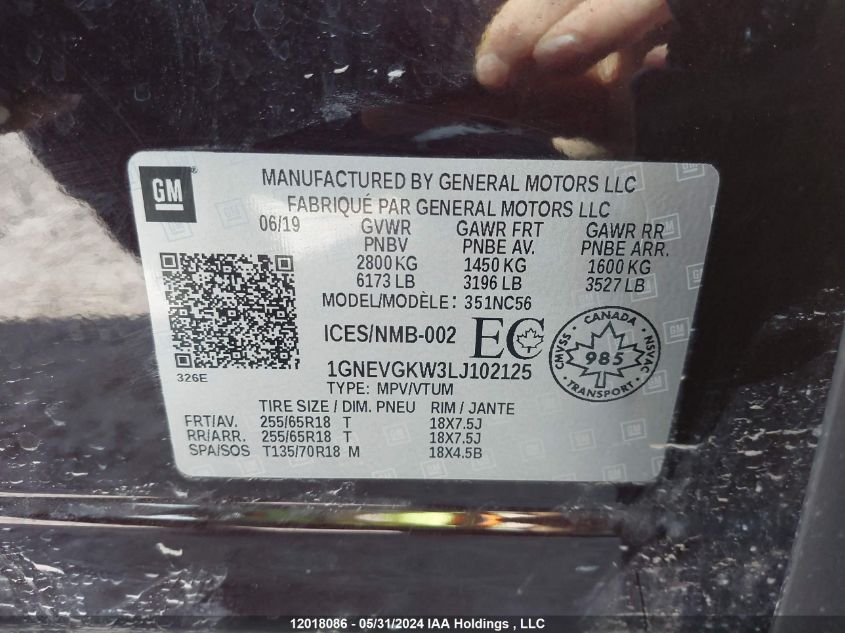 GM
MANUFACTURED BY GENERAL MOTORS LLC
FABRIQUÉ PAR GENERAL MOTORS LLC
06/19 GVWR GAWR FRT GAWR RR
PNBV PNBE AV. PNBE ARR.
2800 KG 1450 KG 1600 KG
6173 LB 3196 LB 3527 LB
MODEL/MODÈLE: 351NC56
ICES/NMB-002 EC
CANADA
CMVSS 985 NSVAC
TRANSPORT
1GNEVGKW3LJ102125
326E
TYPE: MPV/VTUM
TIRE SIZE / DIM. PNEU RIM / JANTE
FRT/AV. 255/65R18 T 18X7.5J
RR/ARR. 255/65R18 T 18X7.5J
SPA/SOS T135/70R18 M 18X4.5B
12018086 - 05/31/2024 IAA Holdings , LLC